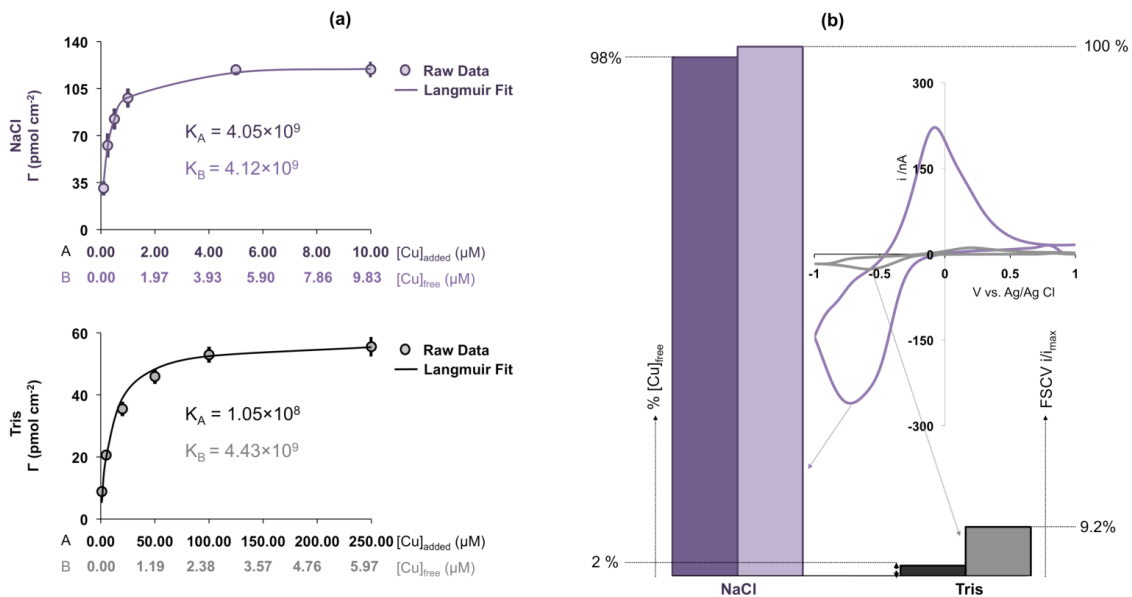 (a)
NaCl
Γ (pmol cm⁻²)
140
105
70
35
0
Raw Data
Langmuir Fit
K_A = 4.05×10⁹
K_B = 4.12×10⁹
A 0.00 2.00 4.00 6.00 8.00 10.00 [Cu]added (µM)
B 0.00 1.97 3.93 5.90 7.86 9.83 [Cu]free (µM)
Tris
Γ (pmol cm⁻²)
60
40
20
0
Raw Data
Langmuir Fit
K_A = 1.05×10⁸
K_B = 4.43×10⁹
A 0.00 50.00 100.00 150.00 200.00 250.00 [Cu]added (µM)
B 0.00 1.19 2.38 3.57 4.76 5.97 [Cu]free (µM)
(b)
98%
100 %
300
150
0
-150
-300
i /nA
-1 -0.5 0 0.5 1
V vs. Ag/Ag Cl
% [Cu]free
FSCV i/imax
2 %
9.2%
NaCl
Tris